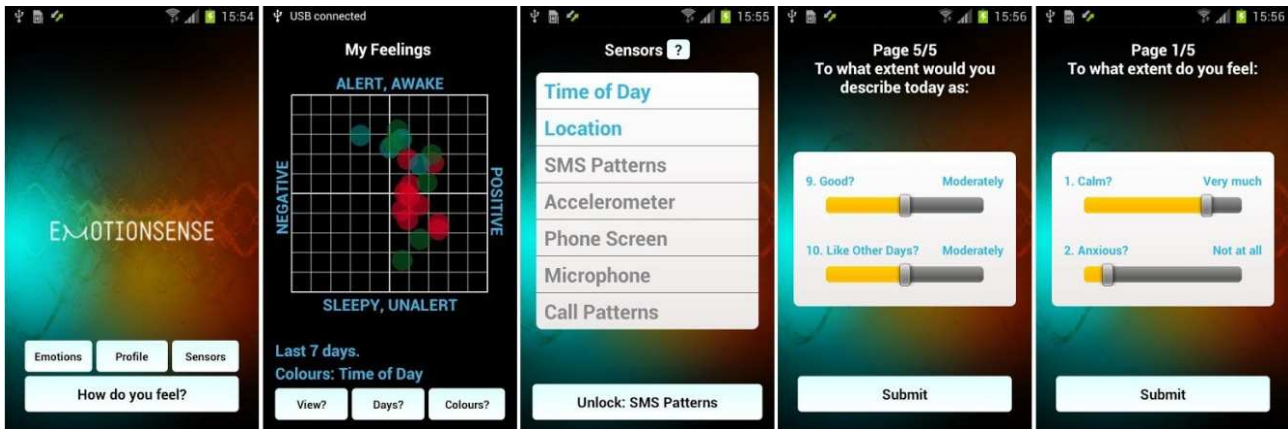 15:54
EMOTIONSENSE
Emotions Profile Sensors
How do you feel?
USB connected
My Feelings
ALERT, AWAKE
NEGATIVE
POSITIVE
SLEEPY, UNALERT
Last 7 days.
Colours: Time of Day
View? Days? Colours?
15:55
Sensors ?
Time of Day
Location
SMS Patterns
Accelerometer
Phone Screen
Microphone
Call Patterns
Unlock: SMS Patterns
15:56
Page 5/5
To what extent would you
describe today as:
9. Good? Moderately
10. Like Other Days? Moderately
Submit
15:56
Page 1/5
To what extent do you feel:
1. Calm? Very much
2. Anxious? Not at all
Submit